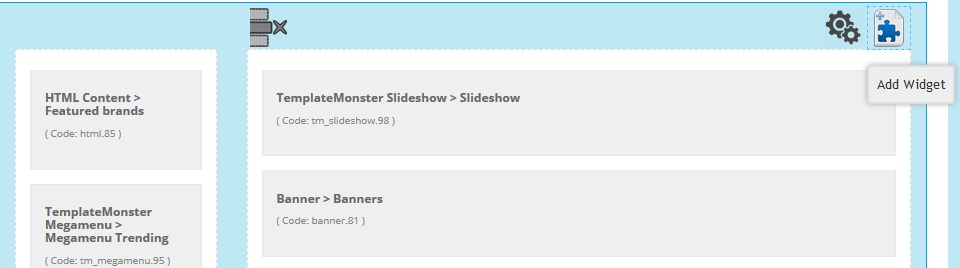 Add Widget
HTML Content >
Featured brands
( Code: html.85 )
TemplateMonster
Megamenu >
Megamenu Trending
( Code: tm_megamenu.95 )
TemplateMonster Slideshow > Slideshow
( Code: tm_slideshow.98 )
Banner > Banners
( Code: banner.81 )